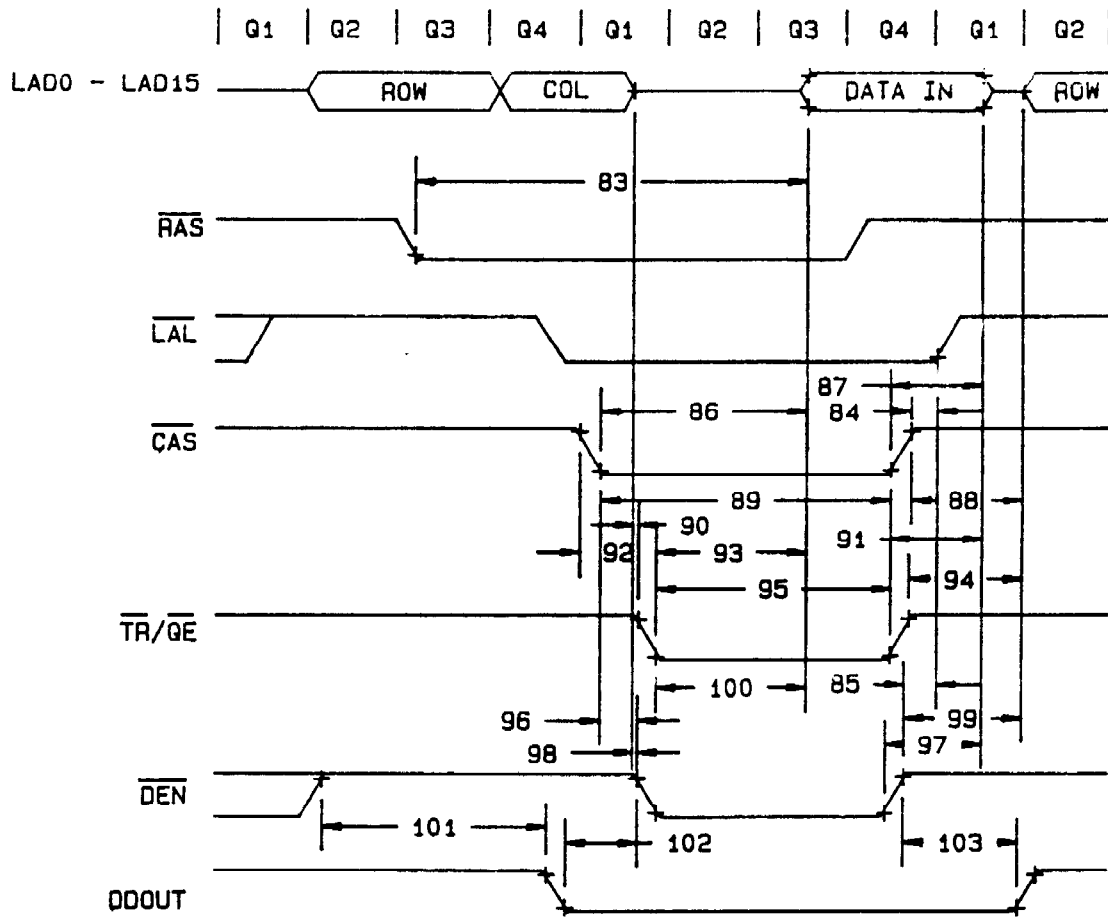 | Q1 | Q2 | Q3 | Q4 | Q1 | Q2 | Q3 | Q4 | Q1 | Q2
LAD0 - LAD15 ROW COL DATA IN ROW
83
RAS
LAL
87
86 84
CAS
89 88
90
92 93 91
94
95
TR/QE
100 85
96 99
97
98
DEN
101 102 103
DDOUT